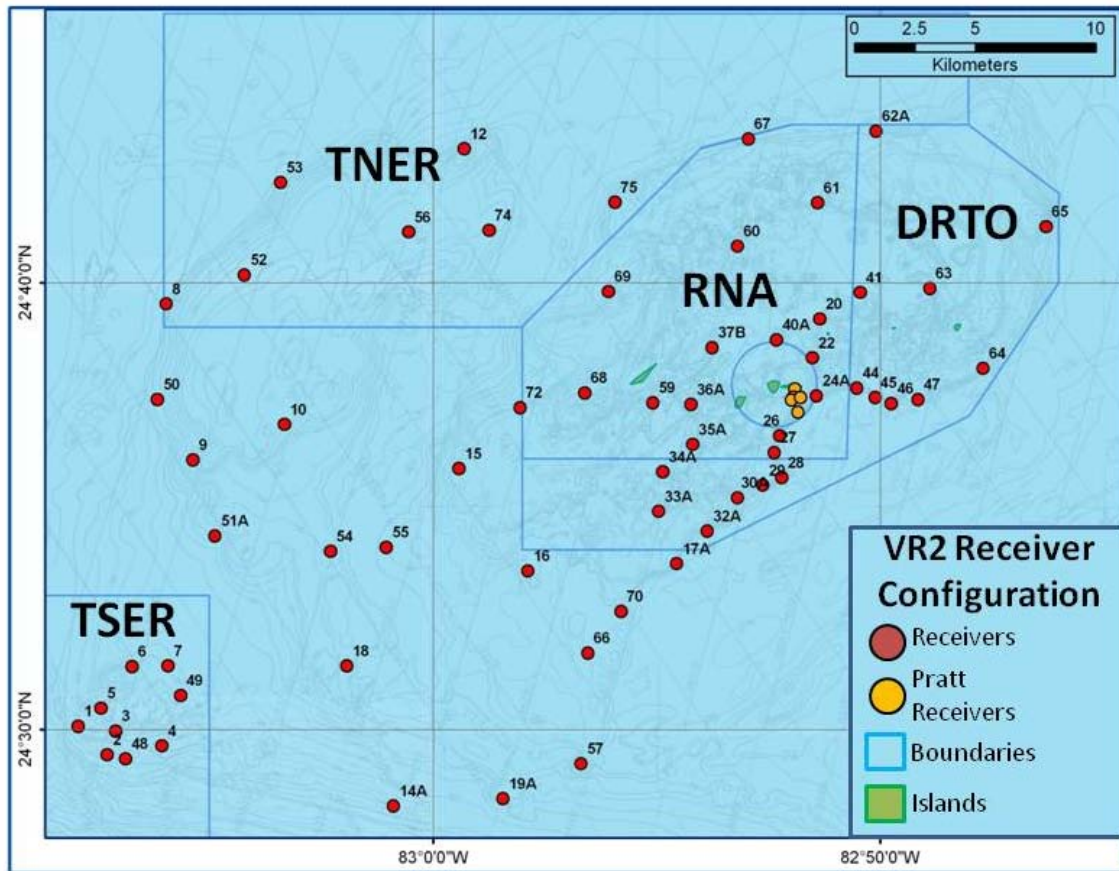 0 2.5 5 10
Kilometers
67
62A
12
TNER
53
75
61
56
74
DRTO
65
60
24°40'0"N
52
8
69
RNA
41
63
20
40A
37B
22
64
50
72
68
59
36A
24A
44
45
46
47
10
9
15
35A
26
27
34A
28
29
30A
33A
32A
51A
54
55
17A
16
VR2 Receiver
Configuration
Receivers
Pratt
Receivers
Boundaries
Islands
TSER
70
6
7
18
66
49
5
1
3
24°30'0"N
2
48
4
57
14A
19A
83°0'0"W
82°50'0"W